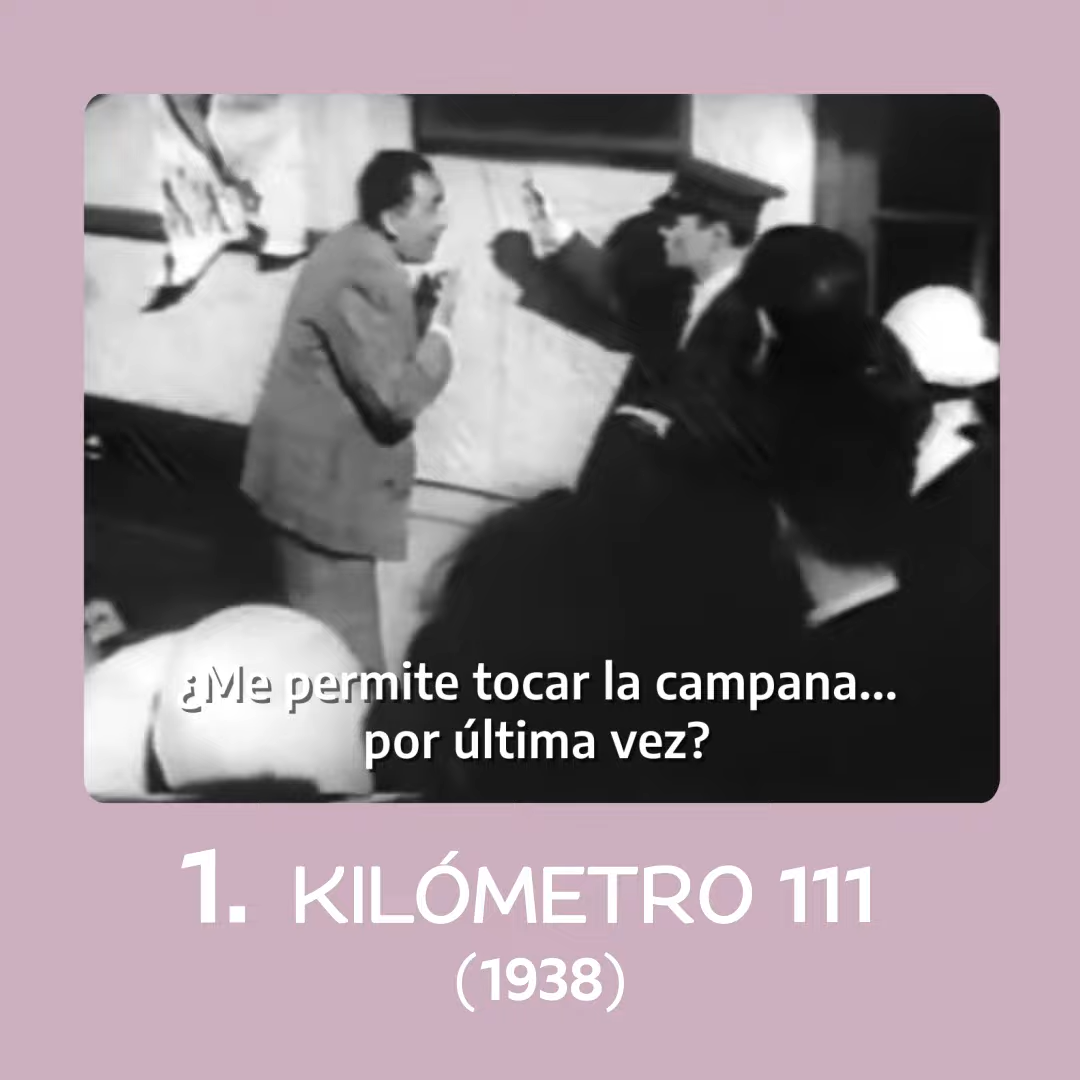 ¿Me permite tocar la campana...
por última vez?
1. KILÓMETRO 111
(1938)